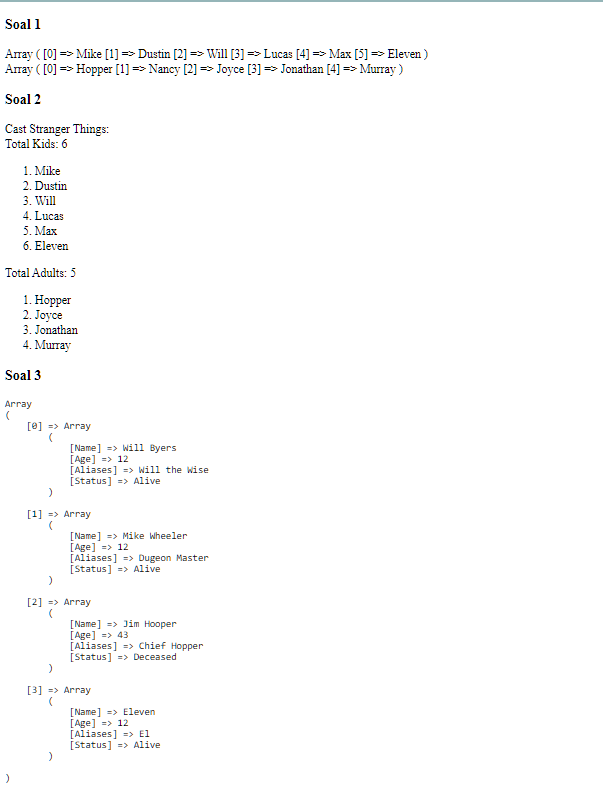 Soal 1
Array ( [0] => Mike [1] => Dustin [2] => Will [3] => Lucas [4] => Max [5] => Eleven )
Array ( [0] => Hopper [1] => Nancy [2] => Joyce [3] => Jonathan [4] => Murray )
Soal 2
Cast Stranger Things:
Total Kids: 6
1. Mike
2. Dustin
3. Will
4. Lucas
5. Max
6. Eleven
Total Adults: 5
1. Hopper
2. Joyce
3. Jonathan
4. Murray
Soal 3
Array
(
[0] => Array
(
[Name] => Will Byers
[Age] => 12
[Aliases] => Will the Wise
[Status] => Alive
)
[1] => Array
(
[Name] => Mike Wheeler
[Age] => 12
[Aliases] => Dugeon Master
[Status] => Alive
)
[2] => Array
(
[Name] => Jim Hooper
[Age] => 43
[Aliases] => Chief Hopper
[Status] => Deceased
)
[3] => Array
(
[Name] => Eleven
[Age] => 12
[Aliases] => El
[Status] => Alive
)
)